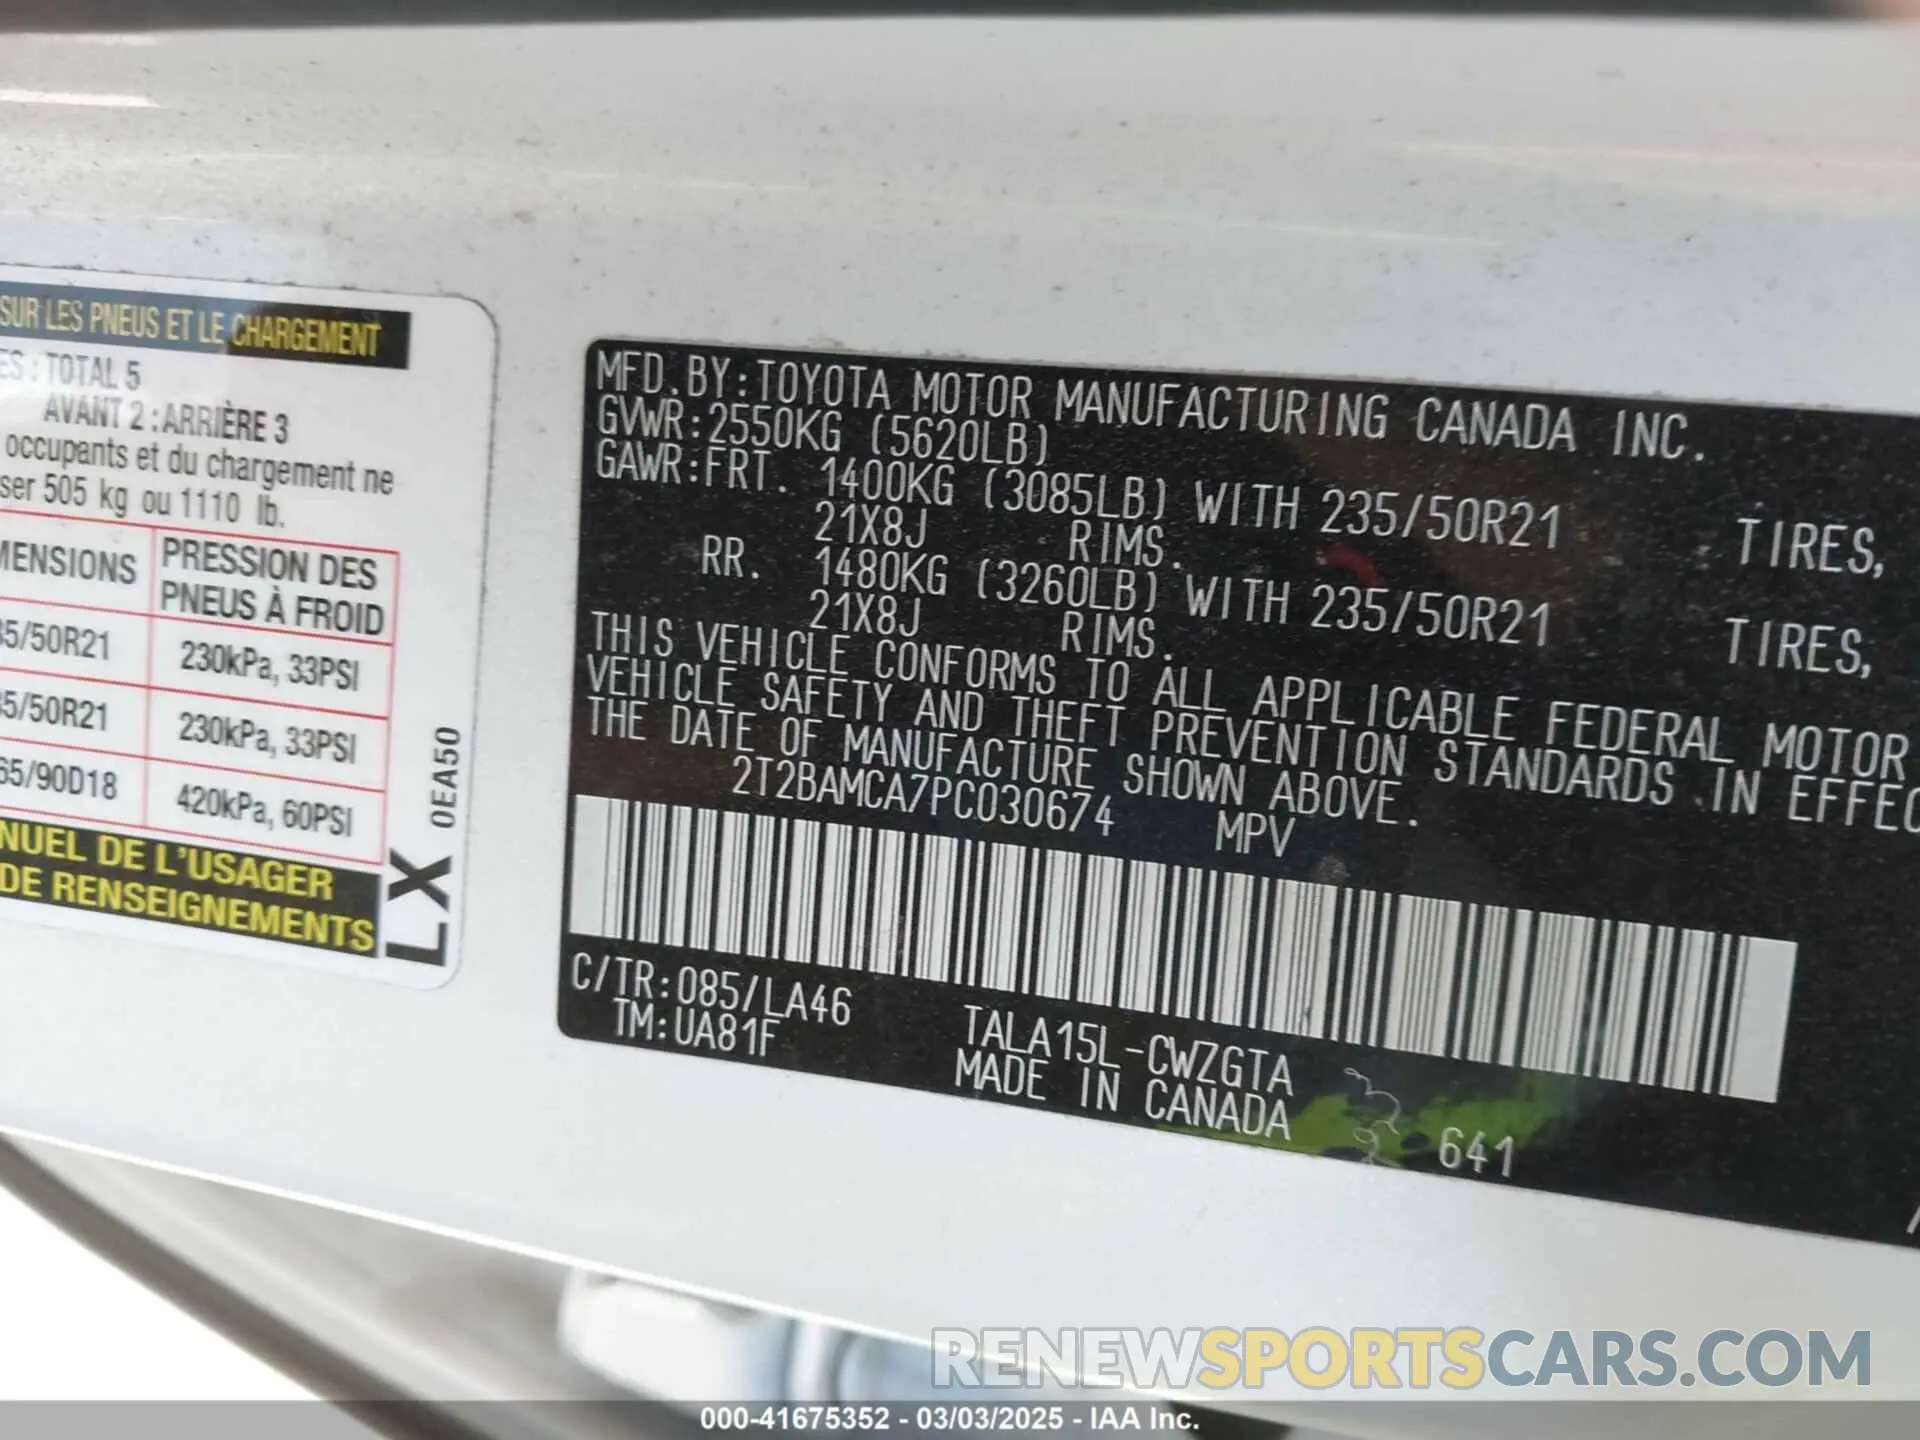 SUR LES PNEUS ET LE CHARGEMENT
ES : TOTAL 5
AVANT 2 : ARRIÈRE 3
occupants et du chargement ne
ser 505 kg ou 1110 lb.
MENSIONS
PRESSION DES
PNEUS À FROID
35/50R21
230kPa, 33PSI
35/50R21
230kPa, 33PSI
65/90D18
420kPa, 60PSI
NUEL DE L'USAGER
DE RENSEIGNEMENTS
LX
0EA50
MFD.BY:TOYOTA MOTOR MANUFACTURING CANADA INC.
GVWR:2550KG (5620LB)
GAWR:FRT. 1400KG (3085LB) WITH 235/50R21 TIRES,
21X8J RIMS.
RR. 1480KG (3260LB) WITH 235/50R21 TIRES,
21X8J RIMS.
THIS VEHICLE CONFORMS TO ALL APPLICABLE FEDERAL MOTOR
VEHICLE SAFETY AND THEFT PREVENTION STANDARDS IN EFFEC
THE DATE OF MANUFACTURE SHOWN ABOVE.
2T2BAMCA7PC030674 MPV
C/TR:085/LA46
TM:UA81F
TALA15L-CWZGTA
MADE IN CANADA
641
RENEWSPORTSCARS.COM
000-41675352 - 03/03/2025 - IAA Inc.